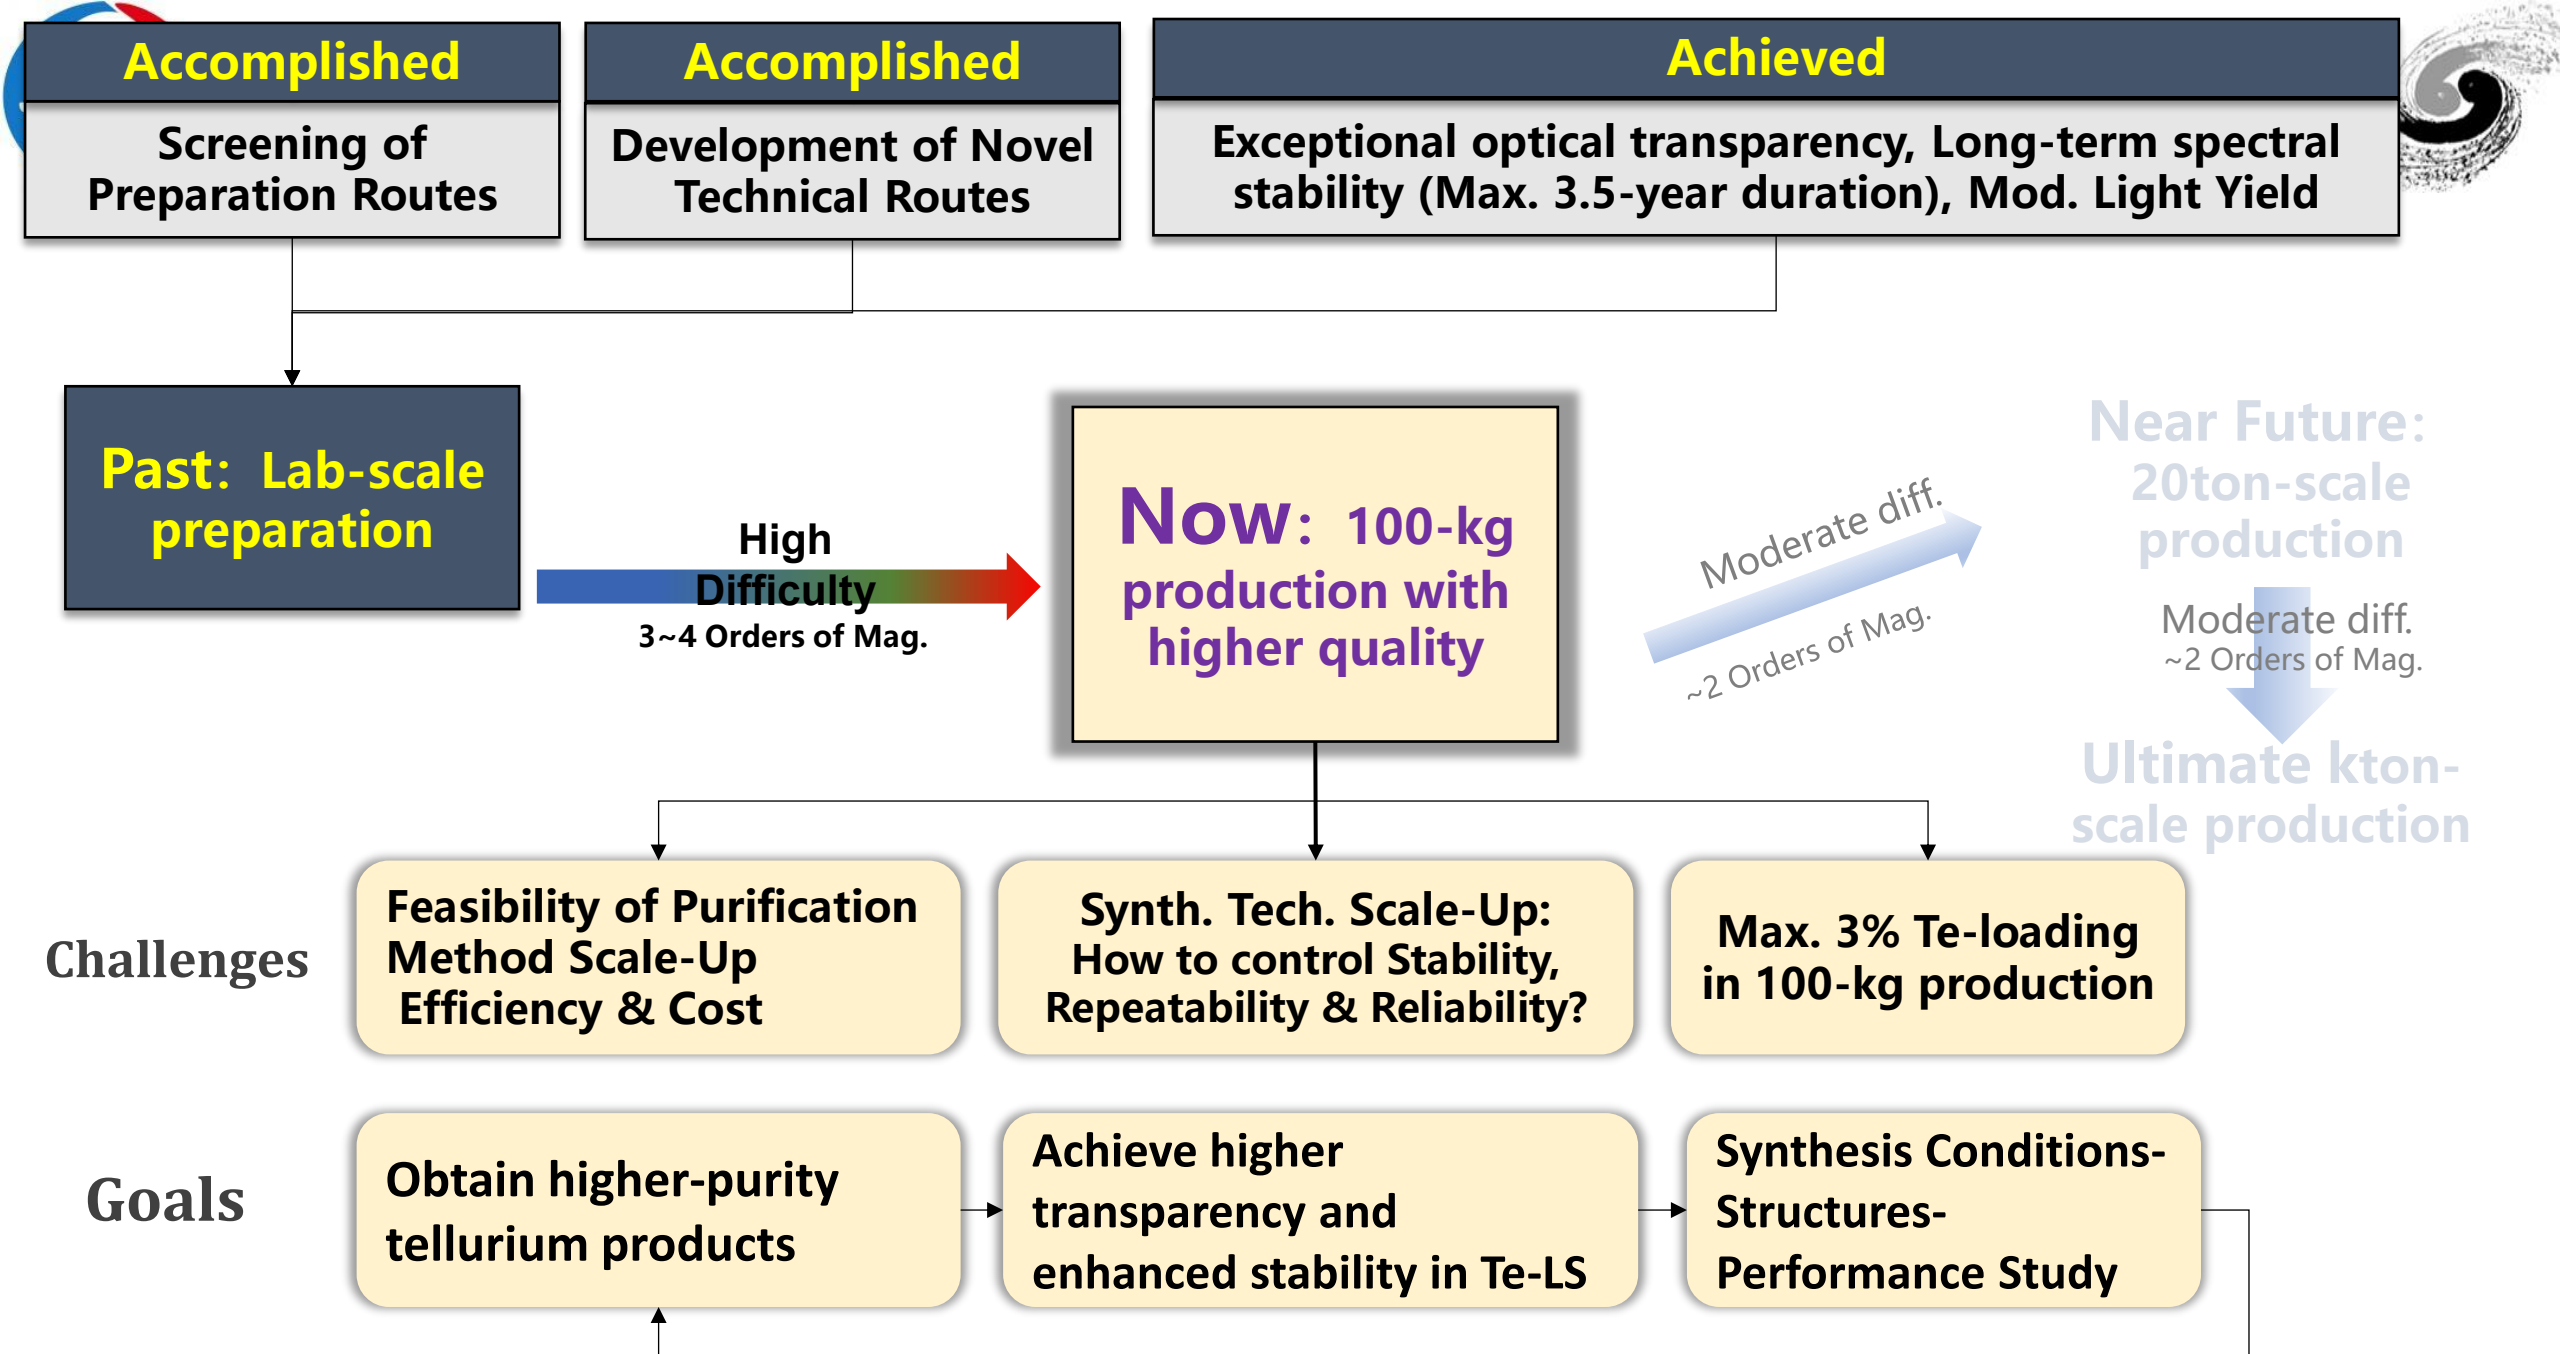 Accomplished
Screening of
Preparation Routes
Accomplished
Development of Novel
Technical Routes
Achieved
Exceptional optical transparency, Long-term spectral
stability (Max. 3.5-year duration), Mod. Light Yield
Past: Lab-scale
preparation
High
Difficulty
3~4 Orders of Mag.
Now: 100-kg
production with
higher quality
Moderate diff.
~2 Orders of Mag.
Near Future:
20ton-scale
production
Moderate diff.
~2 Orders of Mag.
Ultimate kton-
scale production
Challenges
Feasibility of Purification
Method Scale-Up
Efficiency & Cost
Synth. Tech. Scale-Up:
How to control Stability,
Repeatability & Reliability?
Max. 3% Te-loading
in 100-kg production
Goals
Obtain higher-purity
tellurium products
Achieve higher
transparency and
enhanced stability in Te-LS
Synthesis Conditions-
Structures-
Performance Study